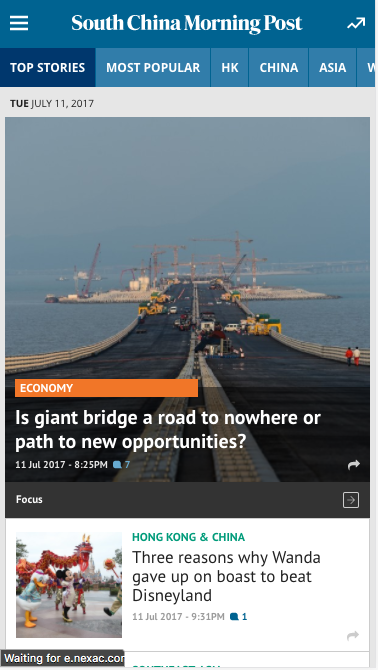 South China Morning Post
TOP STORIES MOST POPULAR HK CHINA ASIA
TUE JULY 11, 2017
ECONOMY
Is giant bridge a road to nowhere or
path to new opportunities?
11 Jul 2017 - 8:25PM 7
Focus
HONG KONG & CHINA
Three reasons why Wanda
gave up on boast to beat
Disneyland
11 Jul 2017 - 9:31PM 1
Waiting for e.nexac.com